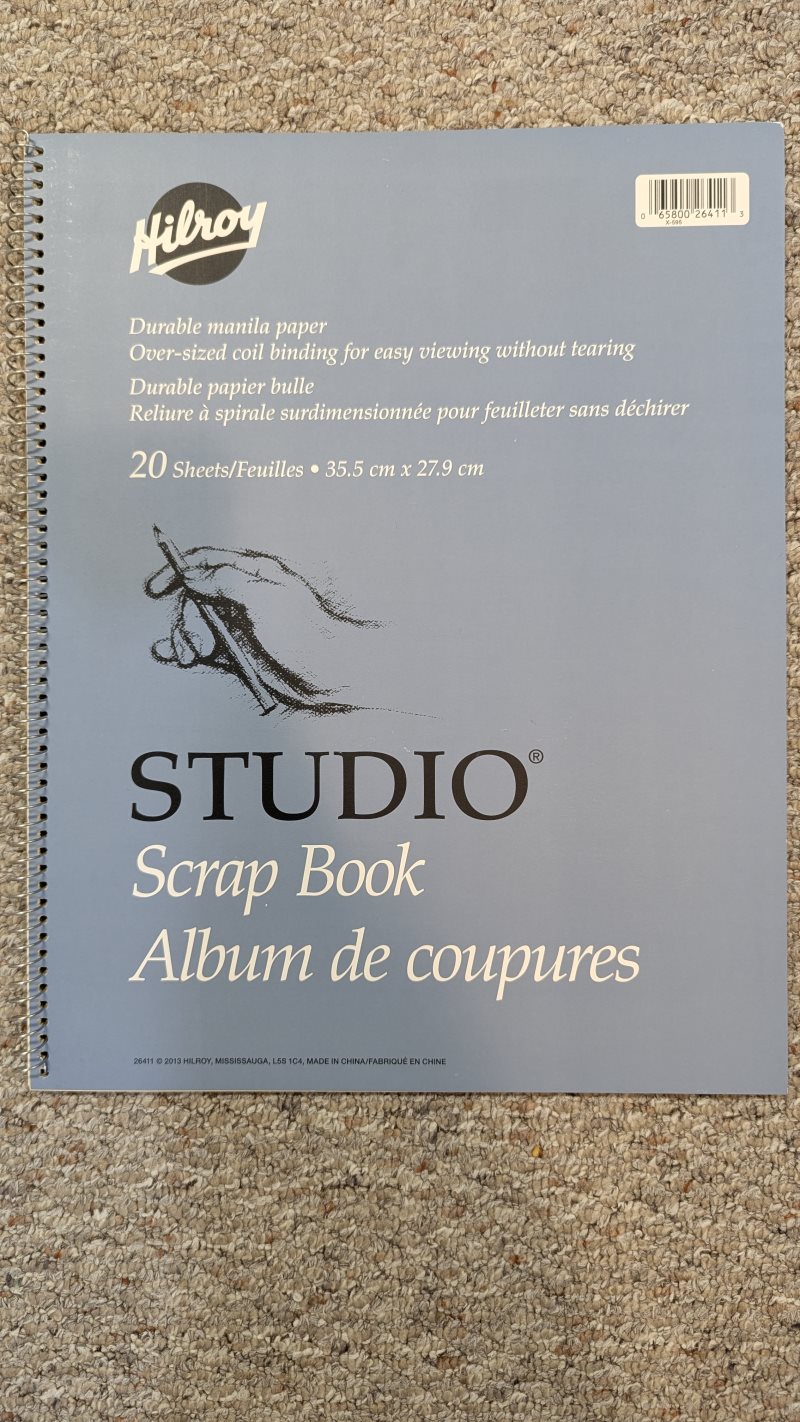 Hilroy
0 65800 26411 3
X-696
Durable manila paper
Over-sized coil binding for easy viewing without tearing
Durable papier bulle
Reliure à spirale surdimensionnée pour feuilleter sans déchirer
20 Sheets/Feuilles • 35.5 cm x 27.9 cm
STUDIO®
Scrap Book
Album de coupures
26411 © 2013 HILROY, MISSISSAUGA, L5S 1C4, MADE IN CHINA/FABRIQUÉ EN CHINE